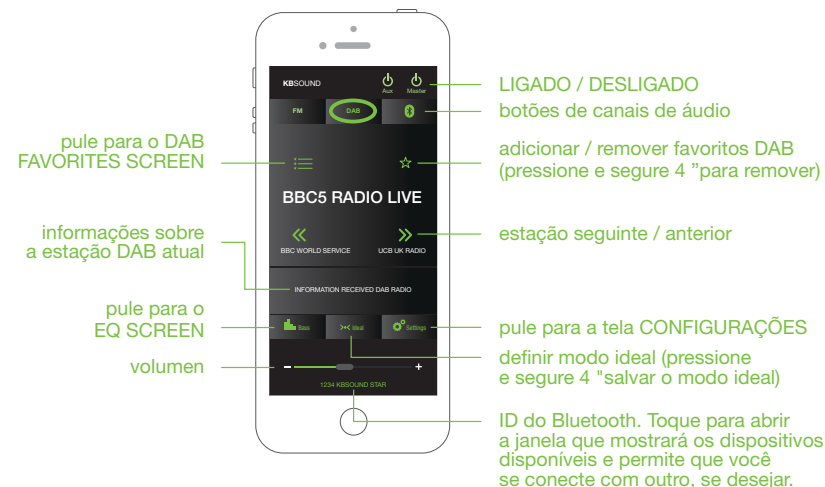 KBSOUND
Aux
Master
FM
DAB
BBC5 RADIO LIVE
BBC WORLD SERVICE
UCB UK RADIO
INFORMATION RECEIVED DAB RADIO
Bass
Ideal
Settings
1234 KBSOUND STAR
pule para o DAB
FAVORITES SCREEN
informações sobre
a estação DAB atual
pule para o
EQ SCREEN
volumen
LIGADO / DESLIGADO
botões de canais de áudio
adicionar / remover favoritos DAB
(pressione e segure 4 ”para remover)
estação seguinte / anterior
pule para a tela CONFIGURAÇÕES
definir modo ideal (pressione
e segure 4 "salvar o modo ideal)
ID do Bluetooth. Toque para abrir
a janela que mostrará os dispositivos
disponíveis e permite que você
se conecte com outro, se desejar.